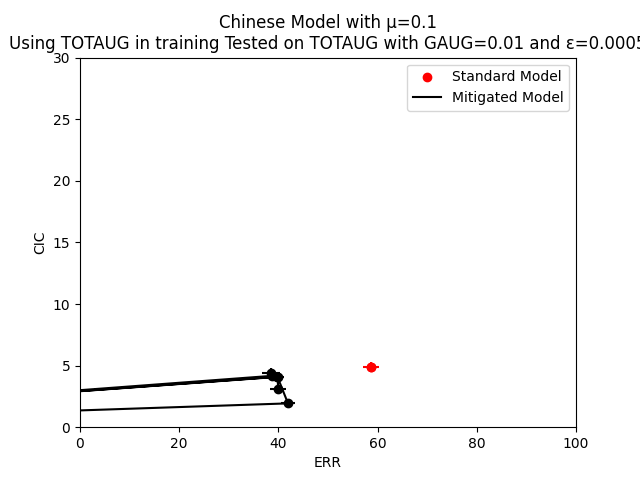 Chinese Model with μ=0.1
Using TOTAUG in training Tested on TOTAUG with GAUG=0.01 and ε=0.0005
Standard Model
Mitigated Model
30
25
20
15
10
5
0
CIC
0 20 40 60 80 100
ERR